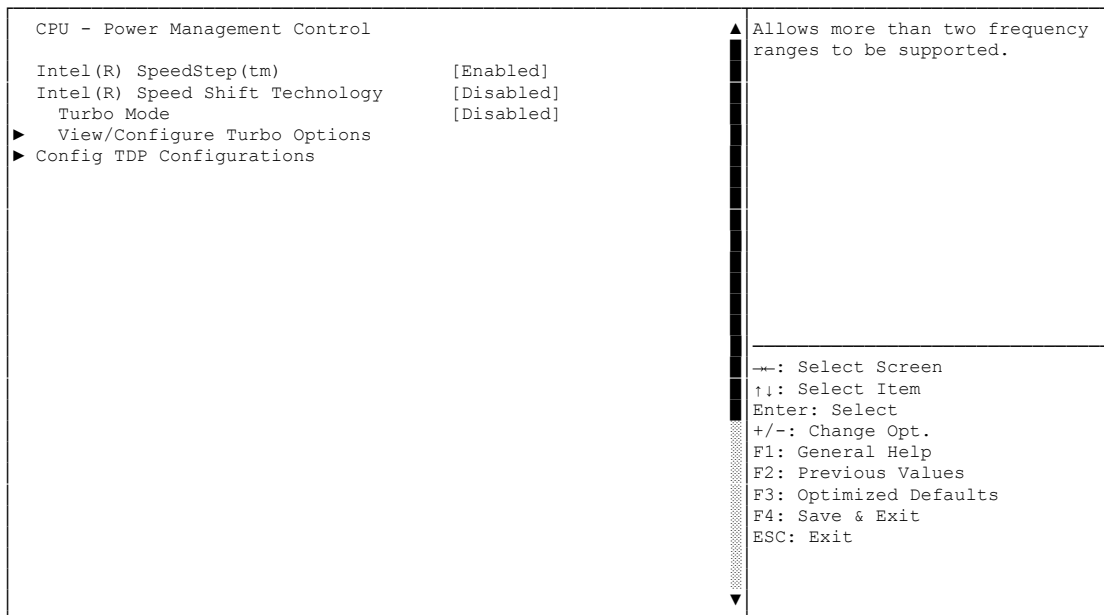 CPU - Power Management Control
Intel(R) SpeedStep(tm) [Enabled]
Intel(R) Speed Shift Technology [Disabled]
Turbo Mode [Disabled]
► View/Configure Turbo Options
► Config TDP Configurations
▲
▼
Allows more than two frequency
ranges to be supported.
→←: Select Screen
↑↓: Select Item
Enter: Select
+/-: Change Opt.
F1: General Help
F2: Previous Values
F3: Optimized Defaults
F4: Save & Exit
ESC: Exit